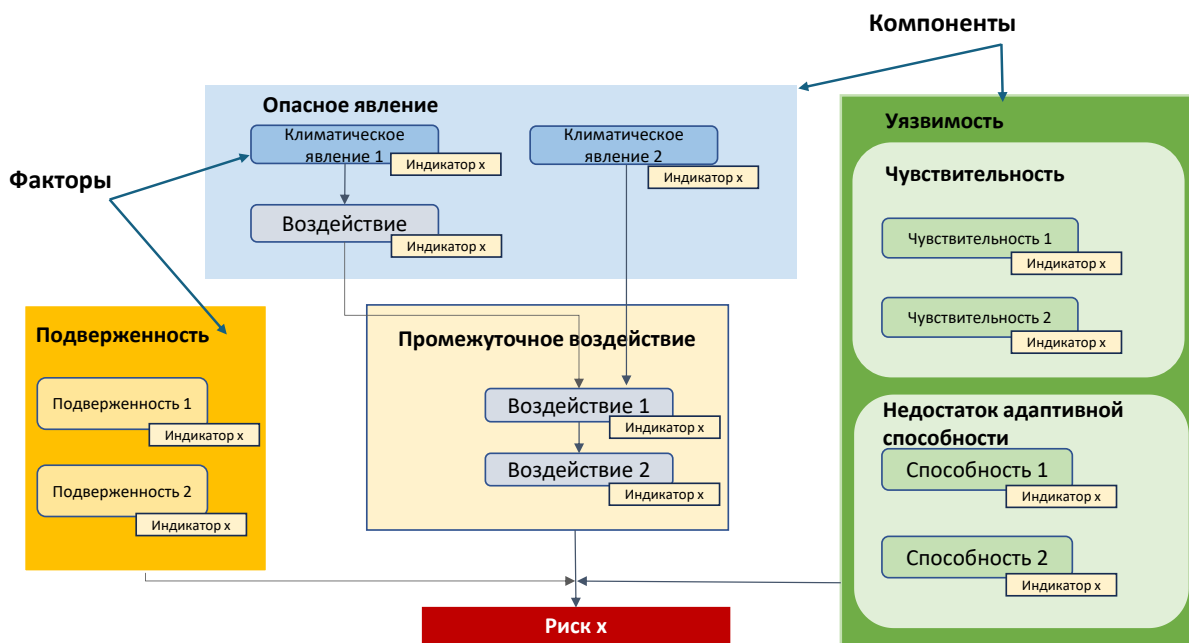 Компоненты
Опасное явление
Климатическое
явление 1
Индикатор х
Климатическое
явление 2
Индикатор х
Воздействие
Индикатор х
Факторы
Уязвимость
Чувствительность
Чувствительность 1
Индикатор х
Чувствительность 2
Индикатор х
Подверженность
Подверженность 1
Индикатор х
Подверженность 2
Индикатор х
Промежуточное воздействие
Воздействие 1
Индикатор х
Воздействие 2
Индикатор х
Недостаток адаптивной
способности
Способность 1
Индикатор х
Способность 2
Индикатор х
Риск х